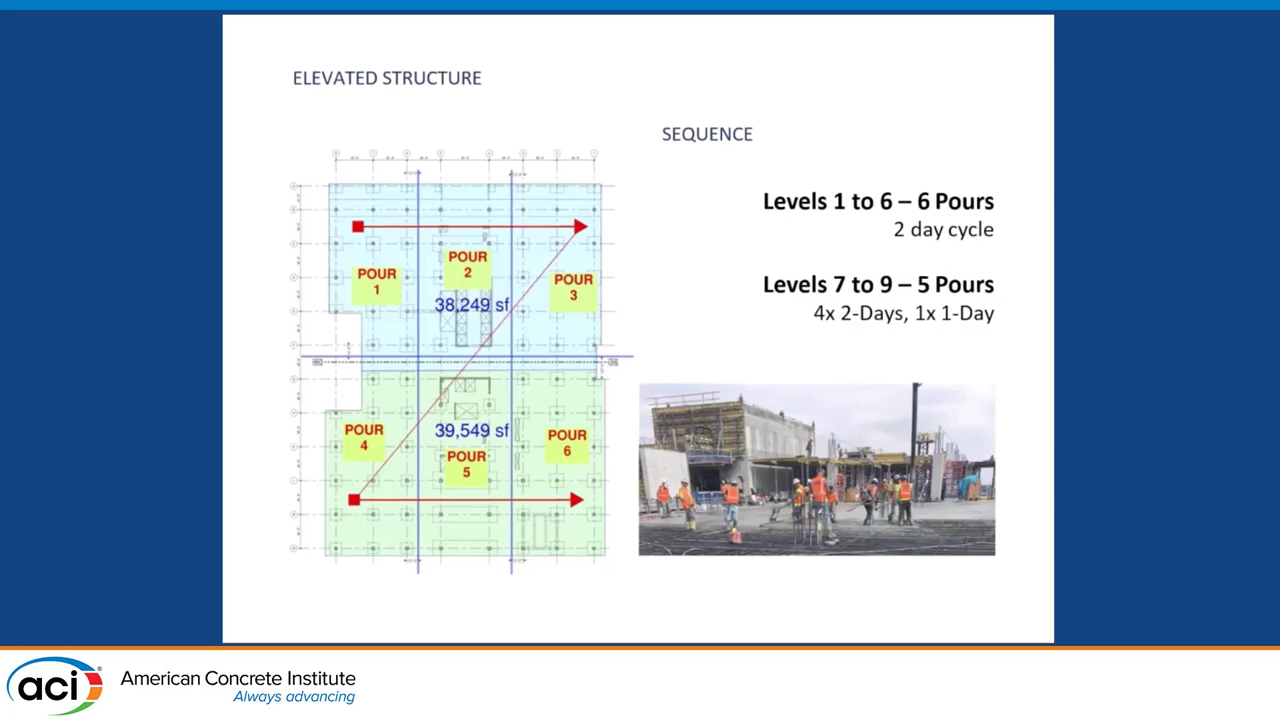 ELEVATED STRUCTURE
SEQUENCE
Levels 1 to 6 – 6 Pours
2 day cycle
Levels 7 to 9 – 5 Pours
4x 2-Days, 1x 1-Day
POUR
1
POUR
2
POUR
3
38,249 sf
POUR
4
39,549 sf
POUR
5
POUR
6
aci
®
American Concrete Institute
Always advancing